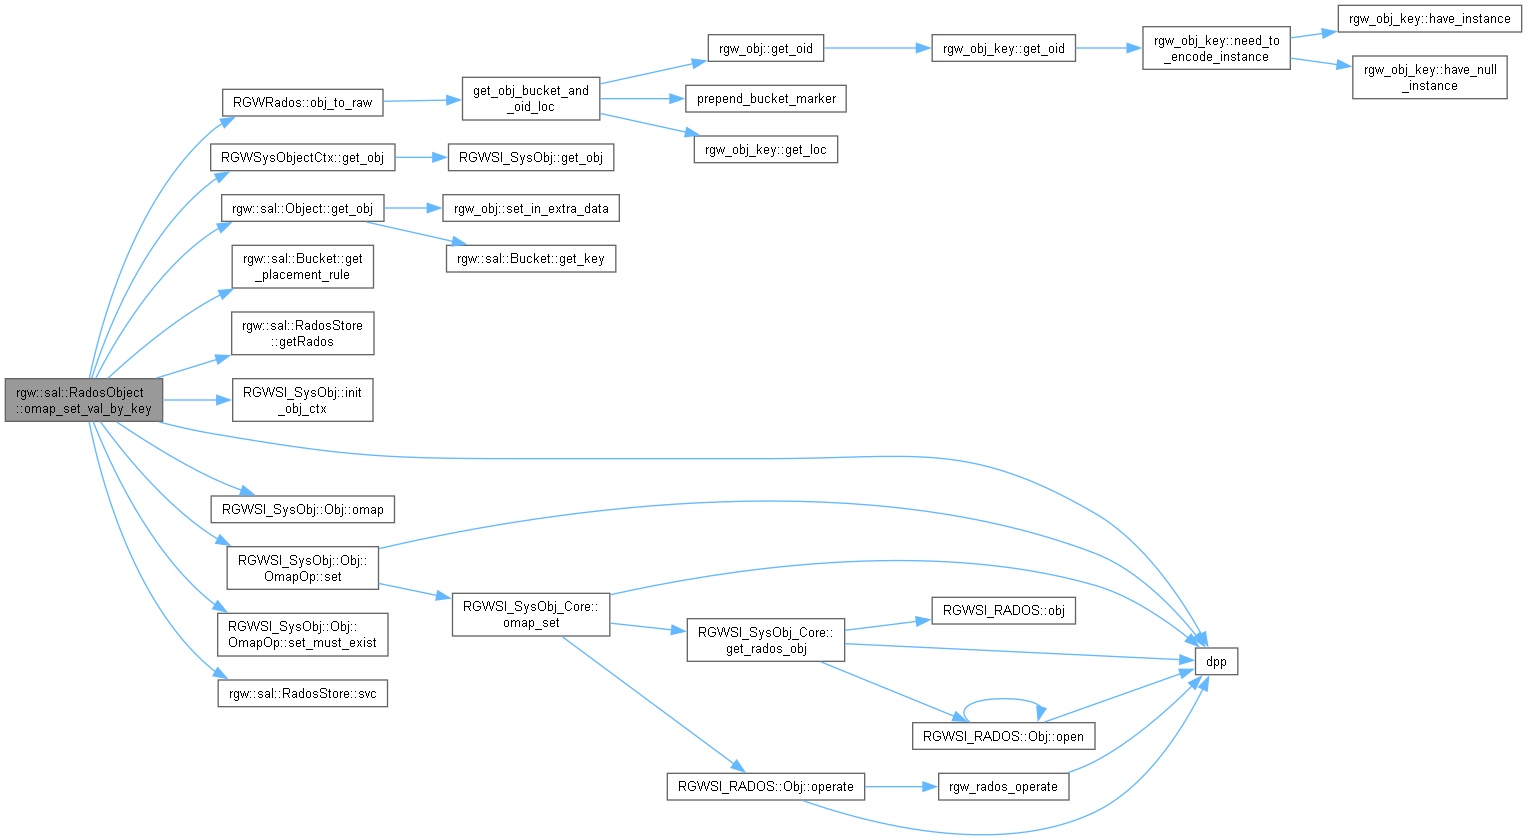 rgw_obj_key::have_instance
rgw_obj::get_oid
rgw_obj_key::get_oid
rgw_obj_key::need_to
_encode_instance
rgw_obj_key::have_null
_instance
RGWRados::obj_to_raw
get_obj_bucket_and
_oid_loc
prepend_bucket_marker
rgw_obj_key::get_loc
RGWSysObjectCtx::get_obj
RGWSI_SysObj::get_obj
rgw::sal::Object::get_obj
rgw_obj::set_in_extra_data
rgw::sal::Bucket::get_key
rgw::sal::Bucket::get
_placement_rule
rgw::sal::RadosStore
::getRados
rgw::sal::RadosObject
::omap_set_val_by_key
RGWSI_SysObj::init
_obj_ctx
RGWSI_SysObj::Obj::omap
RGWSI_SysObj::Obj::
OmapOp::set
RGWSI_SysObj_Core::
omap_set
RGWSI_SysObj::Obj::
OmapOp::set_must_exist
RGWSI_SysObj_Core::
get_rados_obj
RGWSI_RADOS::obj
dpp
rgw::sal::RadosStore::svc
RGWSI_RADOS::Obj::open
RGWSI_RADOS::Obj::operate
rgw_rados_operate